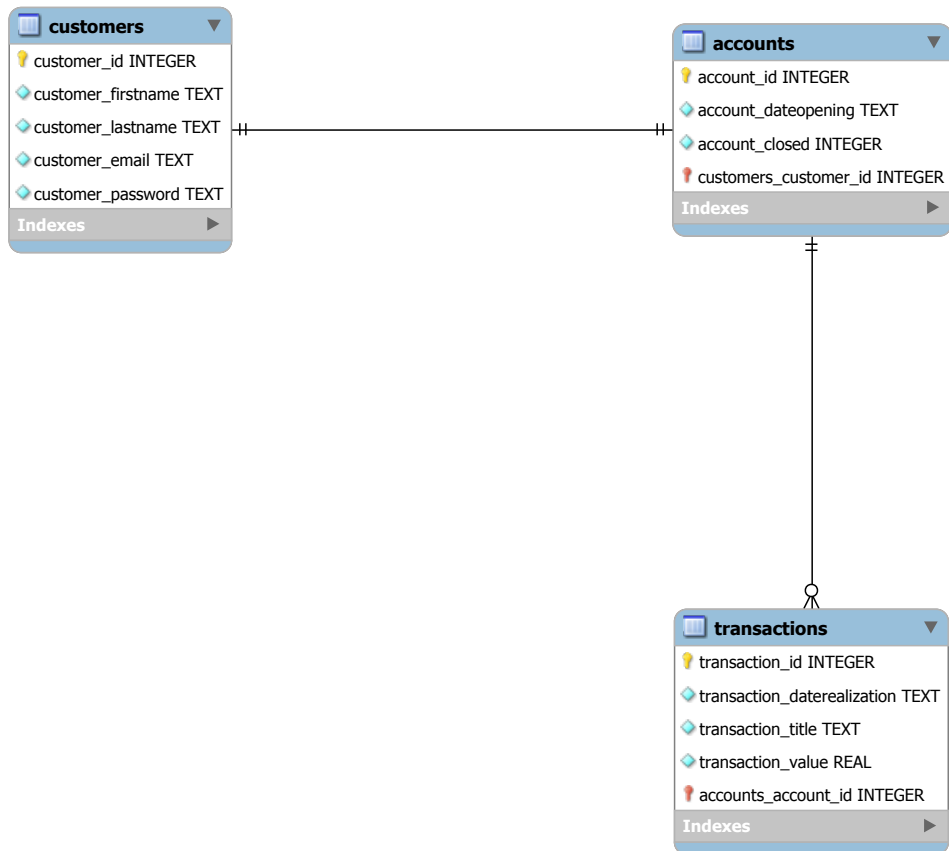 customers
customer_id INTEGER
customer_firstname TEXT
customer_lastname TEXT
customer_email TEXT
customer_password TEXT
Indexes
accounts
account_id INTEGER
account_dateopening TEXT
account_closed INTEGER
customers_customer_id INTEGER
Indexes
transactions
transaction_id INTEGER
transaction_daterealization TEXT
transaction_title TEXT
transaction_value REAL
accounts_account_id INTEGER
Indexes